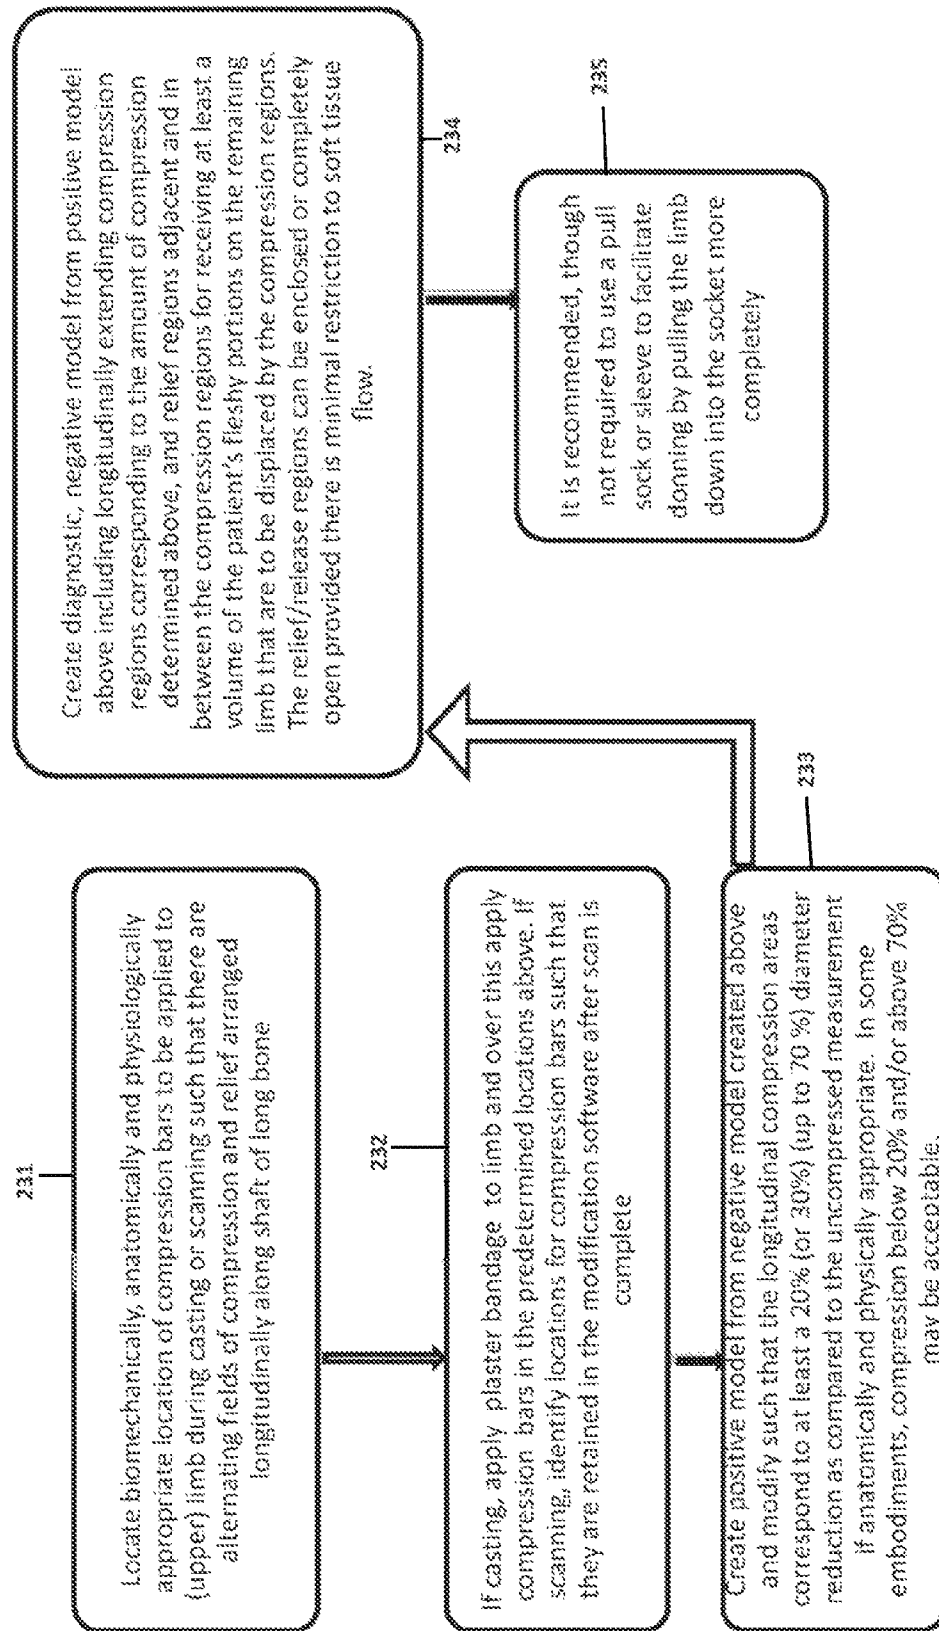 231
Locate biomechanically, anatomically and physiologically
appropriate location of compression bars to be applied to
(upper) limb during casting or scanning such that there are
alternating fields of compression and relief arranged
longitudinally along shaft of long bone
232
If casting, apply plaster bandage to limb and over this apply
compression bars in the predetermined locations above. If
scanning, identify locations for compression bars such that
they are retained in the modification software after scan is
complete
Create positive model from negative model created above
and modify such that the longitudinal compression areas
correspond to at least a 20% (or 30%) (up to 70 %) diameter
reduction as compared to the uncompressed measurement
if anatomically and physically appropriate. In some
embodiments, compression below 20% and/or above 70%
may be acceptable.
233
Create diagnostic, negative model from positive model
above including longitudinally extending compression
regions corresponding to the amount of compression
determined above, and relief regions adjacent and in
between the compression regions for receiving at least a
volume of the patient's fleshy portions on the remaining
limb that are to be displaced by the compression regions.
The relief/release regions can be enclosed or completely
open provided there is minimal restriction to soft tissue
flow.
234
It is recommended, though
not required to use a pull
sock or sleeve to facilitate
donning by pulling the limb
down into the socket more
completely
235